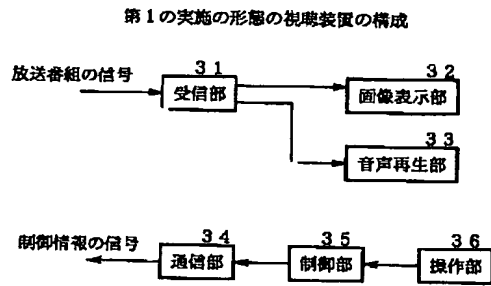 第1の実施の形態の視聴装置の構成
放送番組の信号
31
受信部
32
画像表示部
33
音声再生部
制御情報の信号
34
通信部
35
制御部
36
操作部